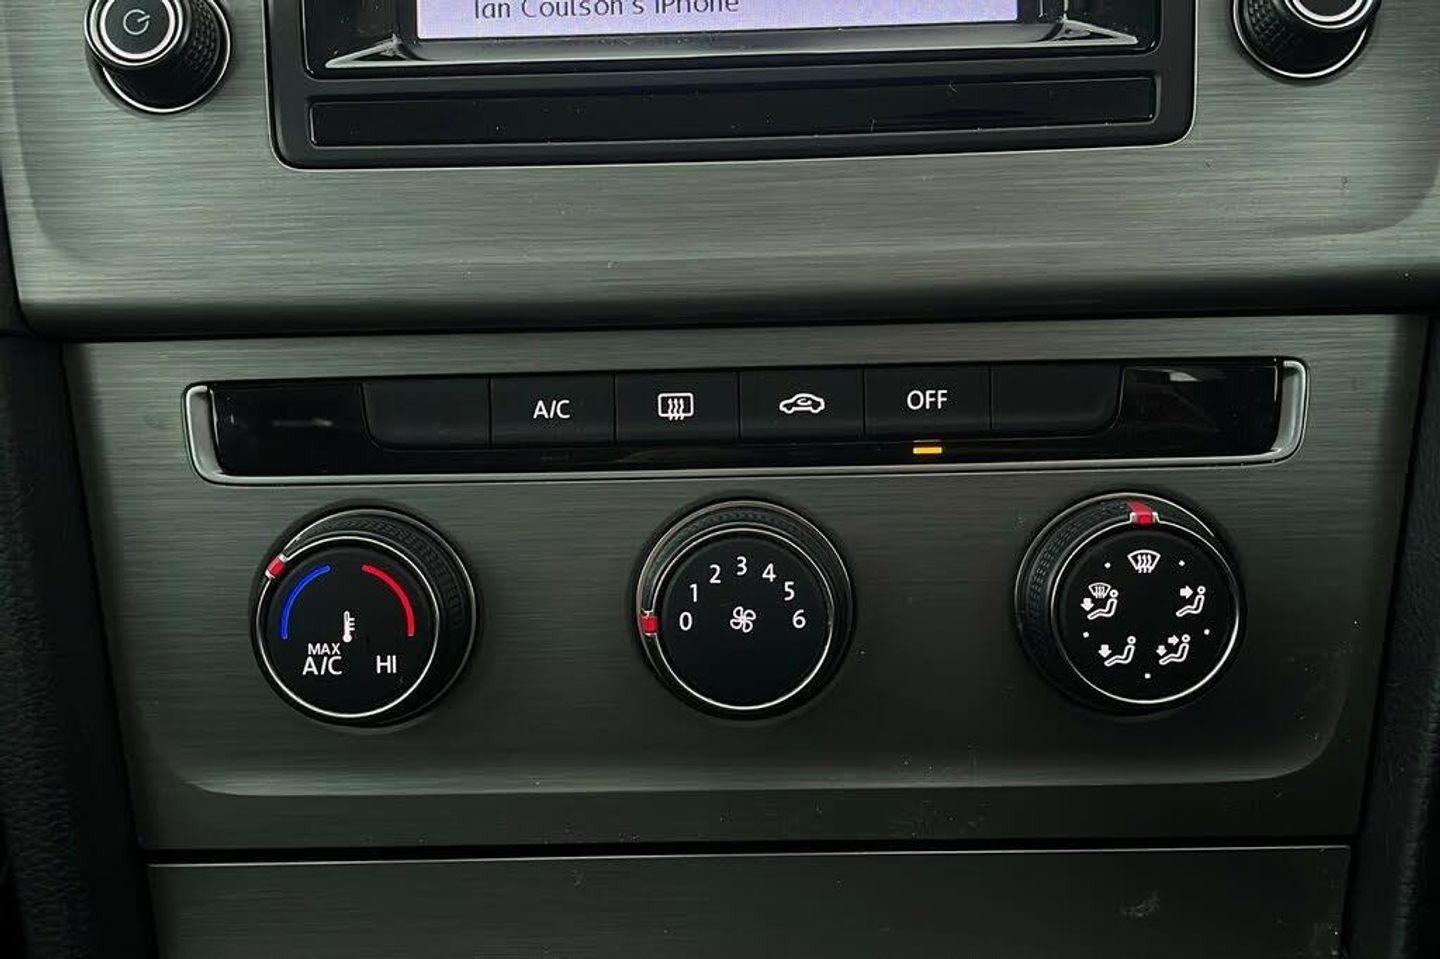 Ian Coulson's iPhone
A/C
OFF
MAX
A/C HI
0 1 2 3 4 5 6